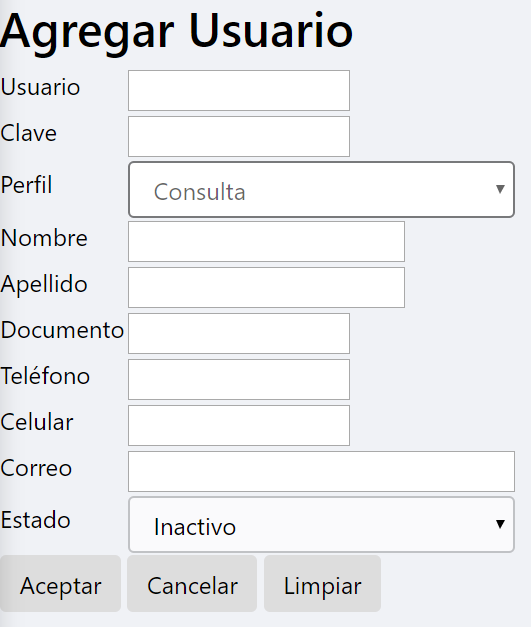 Agregar Usuario
Usuario
Clave
Perfil Consulta
Nombre
Apellido
Documento
Teléfono
Celular
Correo
Estado Inactivo
Aceptar Cancelar Limpiar